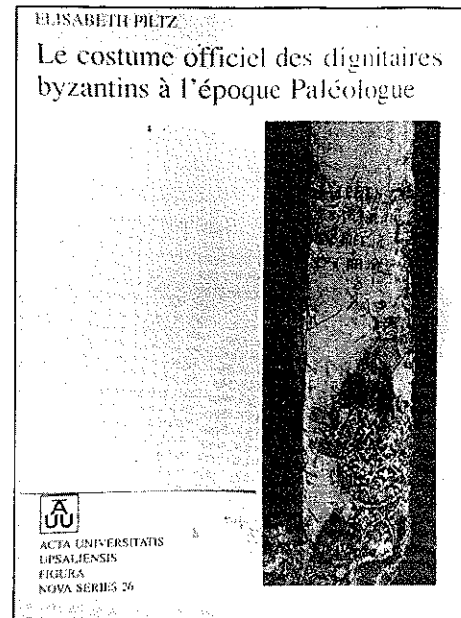 ELISABETH PILTZ
Le costume officiel des dignitaires
byzantins à l'époque Paléologue
AUU
ACTA UNIVERSITATIS
UPSALIENSIS
FIGURA
NOVA SERIES 26